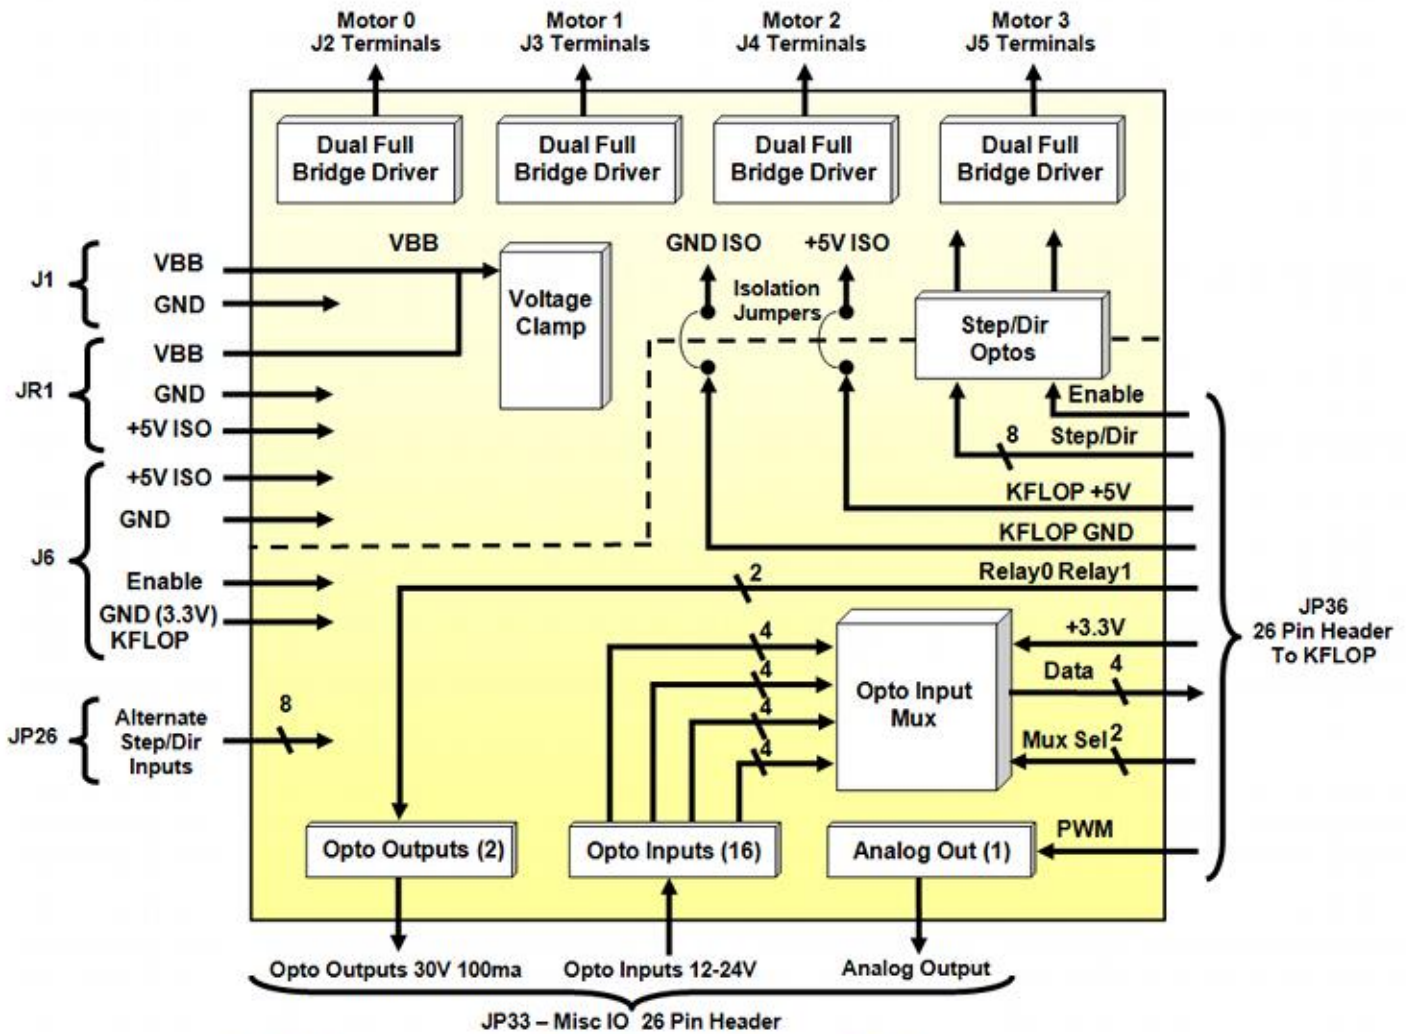 Motor 0
J2 Terminals
Motor 1
J3 Terminals
Motor 2
J4 Terminals
Motor 3
J5 Terminals
Dual Full
Bridge Driver
Dual Full
Bridge Driver
Dual Full
Bridge Driver
Dual Full
Bridge Driver
J1
VBB
GND
VBB
Voltage
Clamp
GND ISO
+5V ISO
Isolation
Jumpers
Step/Dir
Optos
JR1
VBB
GND
+5V ISO
Enable
8
Step/Dir
KFLOP +5V
KFLOP GND
J6
+5V ISO
GND
Enable
GND (3.3V)
KFLOP
2
Relay0 Relay1
JP36
26 Pin Header
To KFLOP
4
4
4
4
Opto Input
Mux
+3.3V
Data
4
Mux Sel
2
JP26
Alternate
Step/Dir
Inputs
8
Opto Outputs (2)
Opto Inputs (16)
Analog Out (1)
PWM
Opto Outputs 30V 100ma
Opto Inputs 12-24V
Analog Output
JP33 – Misc IO 26 Pin Header